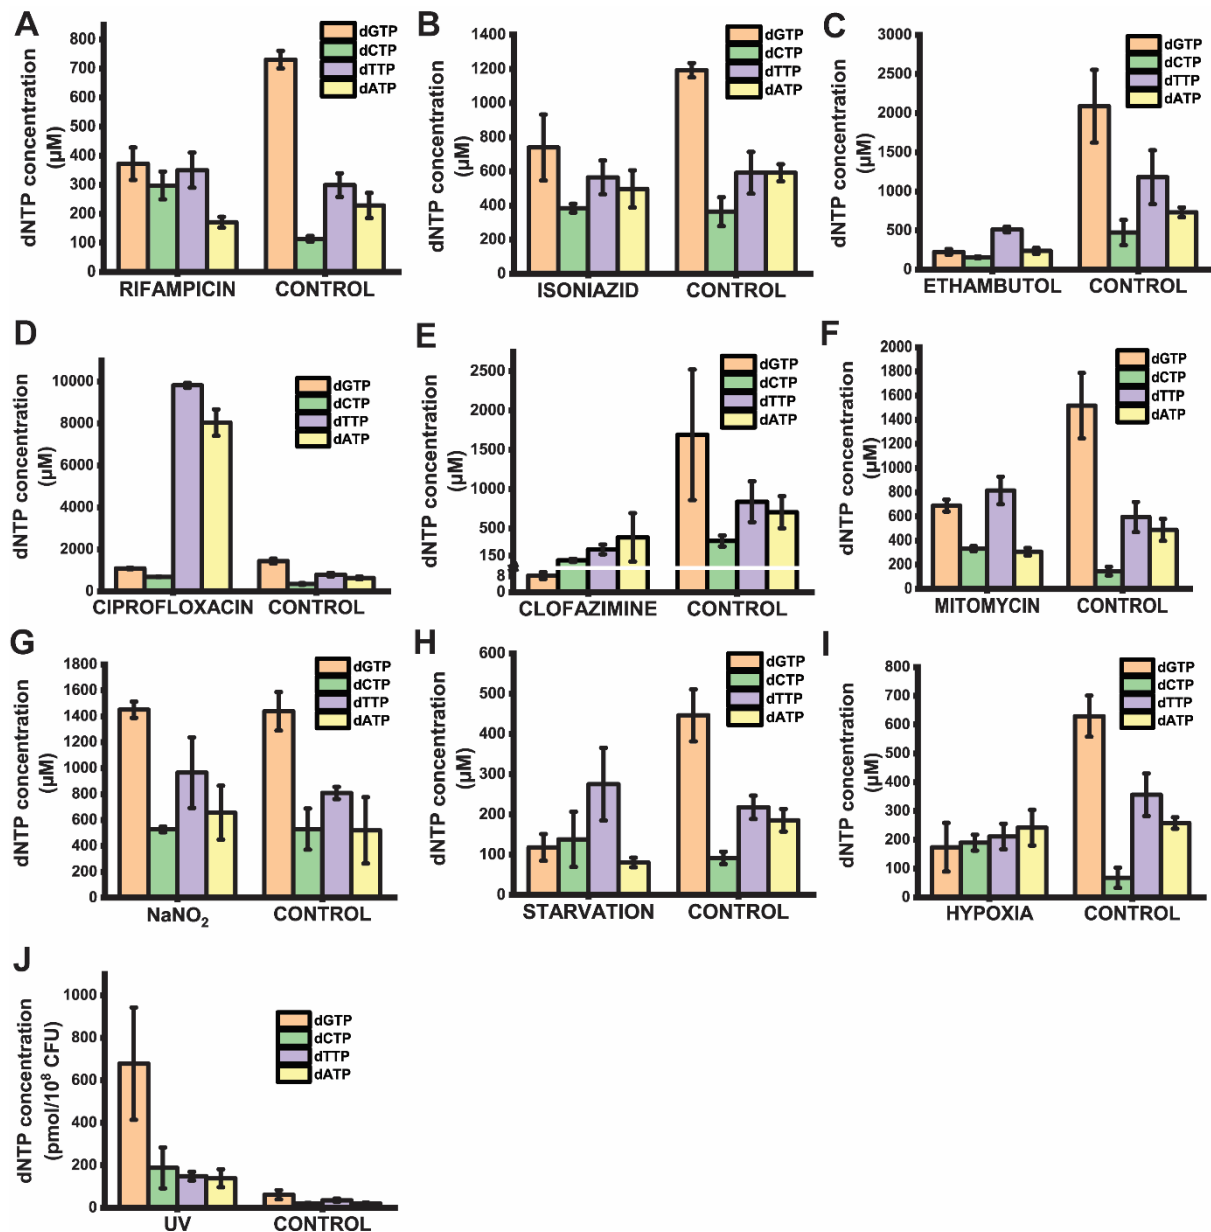 A
dNTP concentration
(µM)
800
700
600
500
400
300
200
100
0
dGTP
dCTP
dTTP
dATP
RIFAMPICIN CONTROL
B
dNTP concentration
(µM)
1400
1200
1000
800
600
400
200
0
dGTP
dCTP
dTTP
dATP
ISONIAZID CONTROL
C
dNTP concentration
(µM)
3000
2500
2000
1500
1000
500
0
dGTP
dCTP
dTTP
dATP
ETHAMBUTOL CONTROL
D
dNTP concentration
(µM)
10000
8000
6000
4000
2000
0
dGTP
dCTP
dTTP
dATP
CIPROFLOXACIN CONTROL
E
dNTP concentration
(µM)
2500
2000
1500
1000
500
150
8
0
dGTP
dCTP
dTTP
dATP
CLOFAZIMINE CONTROL
F
dNTP concentration
(µM)
2000
1800
1600
1400
1200
1000
800
600
400
200
0
dGTP
dCTP
dTTP
dATP
MITOMYCIN CONTROL
G
dNTP concentration
(µM)
1800
1600
1400
1200
1000
800
600
400
200
0
dGTP
dCTP
dTTP
dATP
NaNO₂ CONTROL
H
dNTP concentration
(µM)
600
500
400
300
200
100
0
dGTP
dCTP
dTTP
dATP
STARVATION CONTROL
I
dNTP concentration
(µM)
800
700
600
500
400
300
200
100
0
dGTP
dCTP
dTTP
dATP
HYPOXIA CONTROL
J
dNTP concentration
(pmol/10⁸ CFU)
1000
800
600
400
200
0
dGTP
dCTP
dTTP
dATP
UV CONTROL